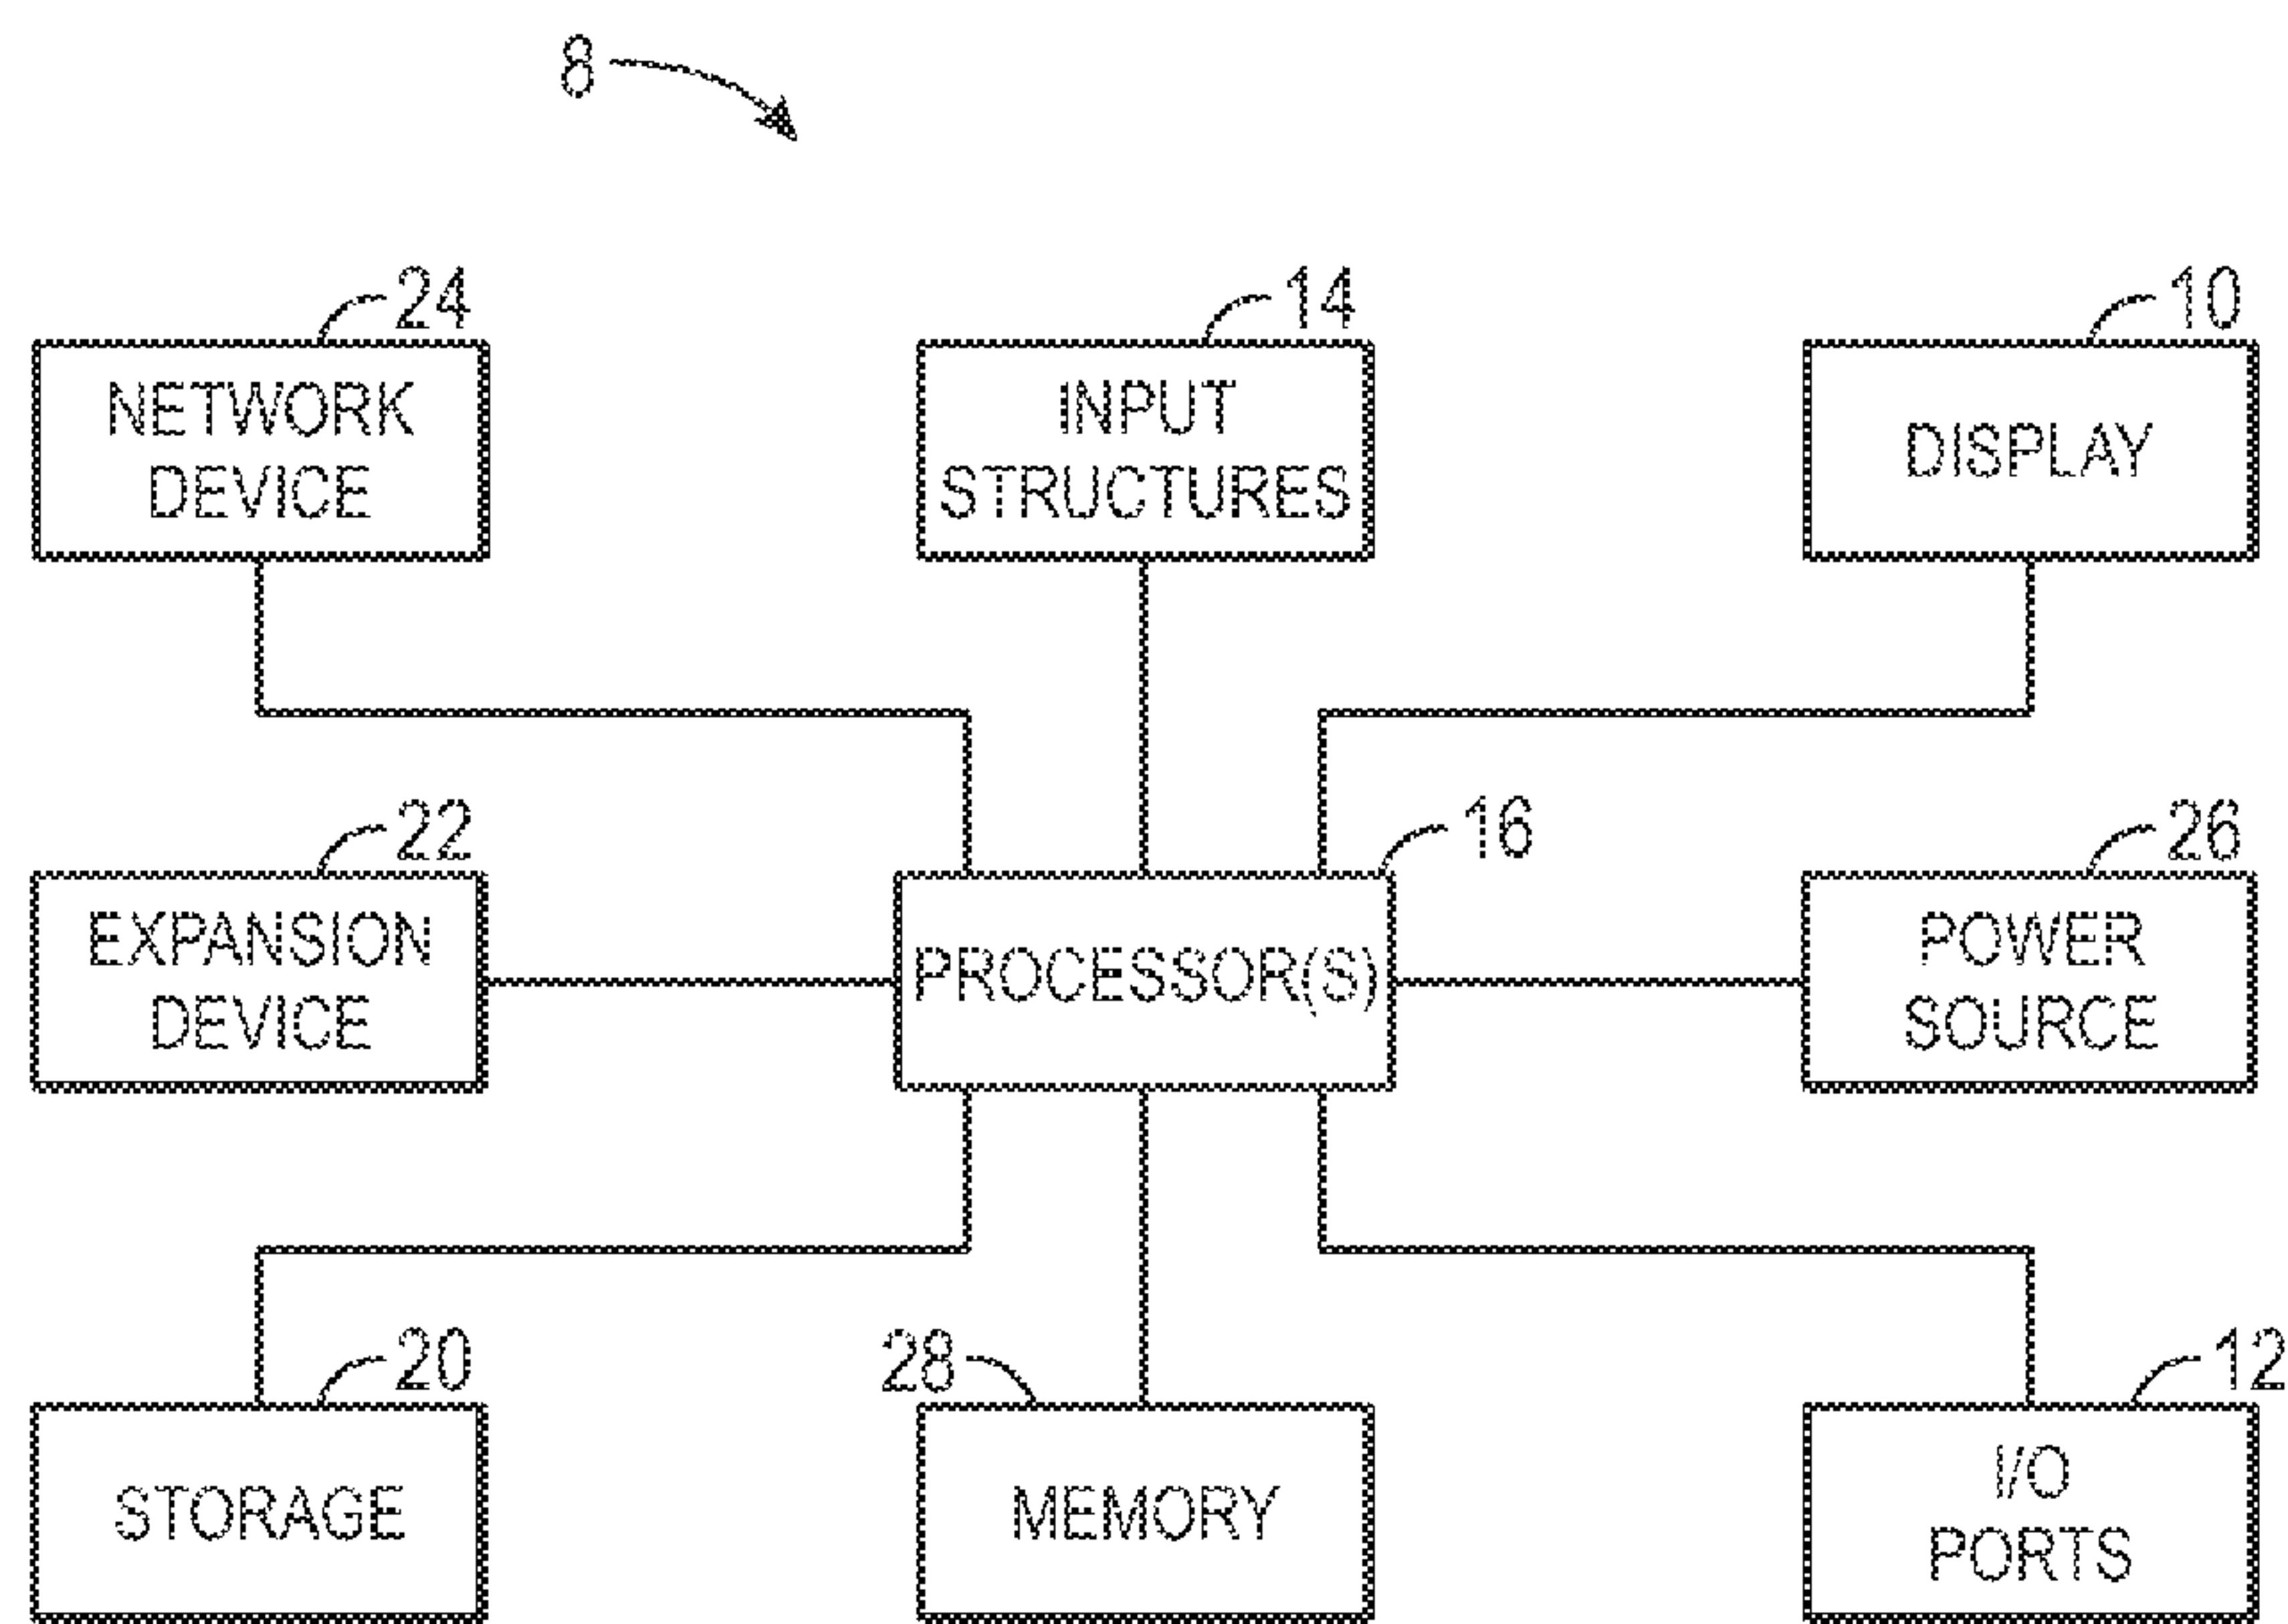 8
24
14
10
NETWORK
DEVICE
INPUT
STRUCTURES
DISPLAY
22
16
26
EXPANSION
DEVICE
PROCESSOR(S)
POWER
SOURCE
20
28
12
STORAGE
MEMORY
I/O
PORTS